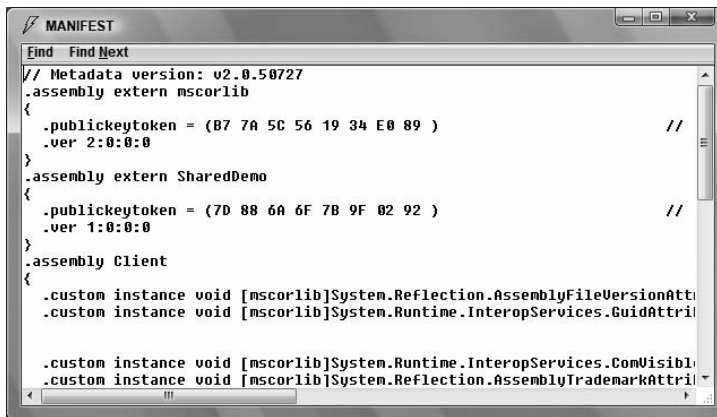 MANIFEST
Find Find Next
// Metadata version: v2.0.50727
.assembly extern mscorlib
{
.publickeytoken = (B7 7A 5C 56 19 34 E0 89 ) //
.ver 2:0:0:0
}
.assembly extern SharedDemo
{
.publickeytoken = (7D 88 6A 6F 7B 9F 02 92 ) //
.ver 1:0:0:0
}
.assembly Client
{
.custom instance void [mscorlib]System.Reflection.AssemblyFileVersionAttr
.custom instance void [mscorlib]System.Runtime.InteropServices.GuidAttri
.custom instance void [mscorlib]System.Runtime.InteropServices.ComVisible
.custom instance void [mscorlib]System.Reflection.AssemblyTrademarkAttri